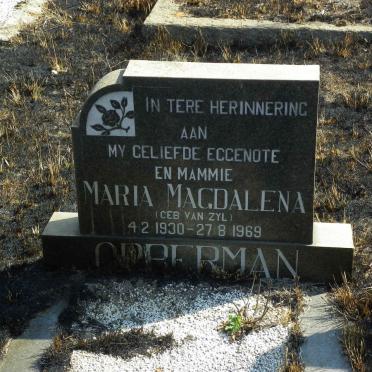 IN TERE HERINNERING
AAN
MY GELIEFDE EGGENOTE
EN MAMMIE
MARIA MAGDALENA
(GEB VAN ZYL)
4·2·1930-27·8·1969
OPPERMAN